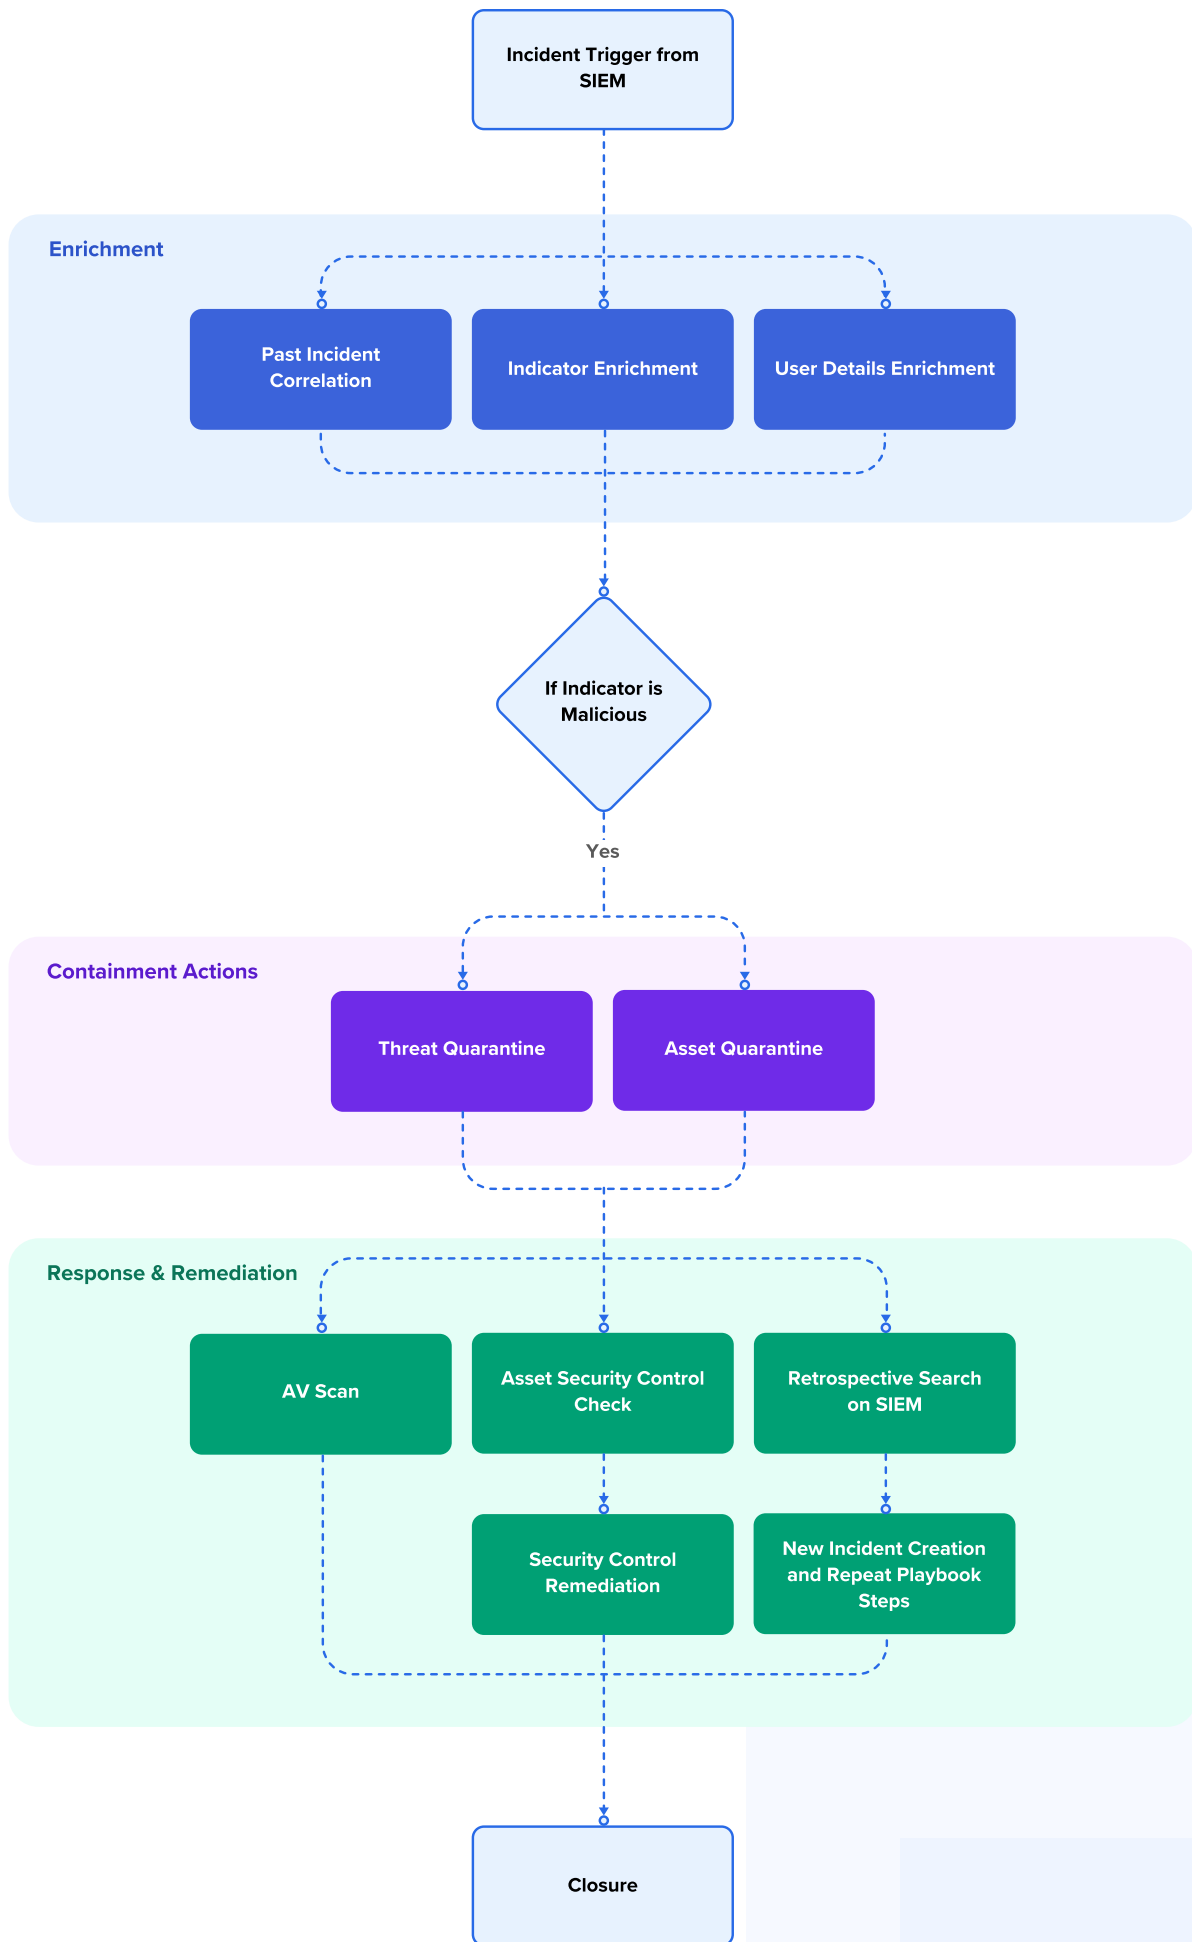 Incident Trigger from
SIEM
Enrichment
Past Incident
Correlation
Indicator Enrichment
User Details Enrichment
If Indicator is
Malicious
Yes
Containment Actions
Threat Quarantine
Asset Quarantine
Response & Remediation
AV Scan
Asset Security Control
Check
Retrospective Search
on SIEM
Security Control
Remediation
New Incident Creation
and Repeat Playbook
Steps
Closure